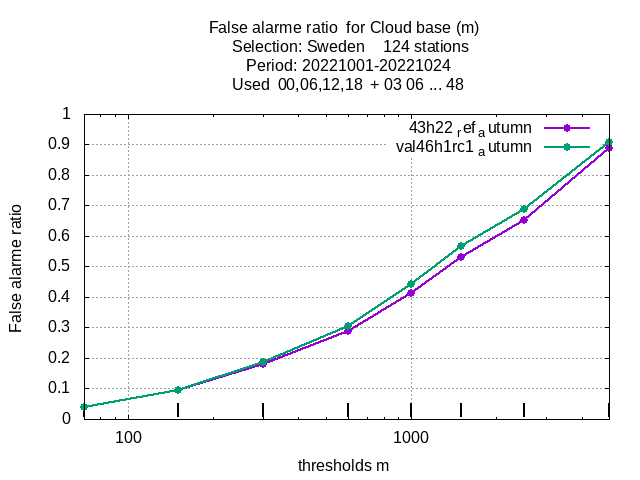 False alarme ratio  for Cloud base (m)
Selection: Sweden    124 stations
Period: 20221001-20221024
Used  00,06,12,18  + 03 06 ... 48
43h22 ref a utumn
val46h1rc1 a utumn
1
0.9
0.8
0.7
0.6
0.5
0.4
0.3
0.2
0.1
0
False alarme ratio
100 1000
thresholds m